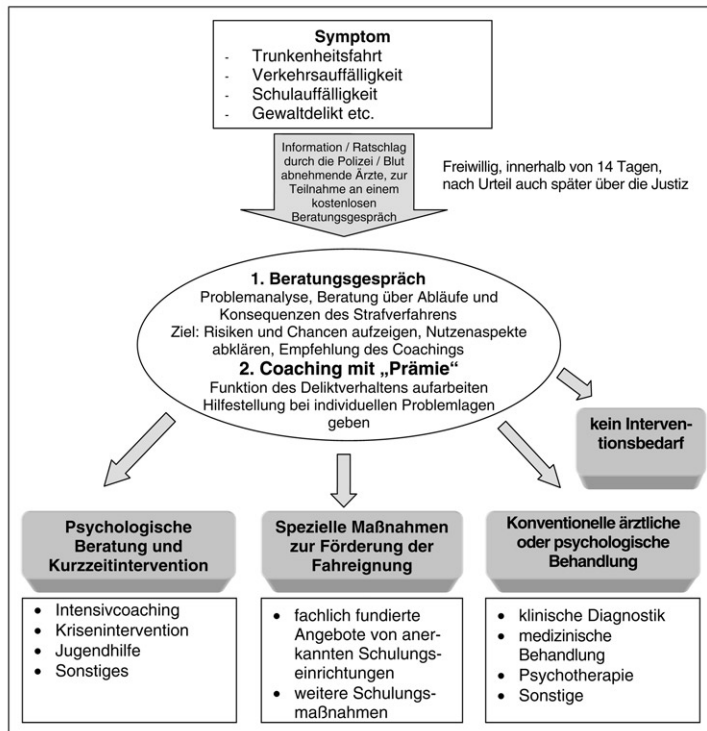 Symptom
- Trunkenheitsfahrt
- Verkehrsauffälligkeit
- Schulauffälligkeit
- Gewaltdelikt etc.
Information / Ratschlag
durch die Polizei / Blut
abnehmende Ärzte, zur
Teilnahme an einem
kostenlosen
Beratungsgespräch
Freiwillig, innerhalb von 14 Tagen,
nach Urteil auch später über die Justiz
1. Beratungsgespräch
Problemanalyse, Beratung über Abläufe und
Konsequenzen des Strafverfahrens
Ziel: Risiken und Chancen aufzeigen, Nutzenaspekte
abklären, Empfehlung des Coachings
2. Coaching mit „Prämie“
Funktion des Deliktverhaltens aufarbeiten
Hilfestellung bei individuellen Problemlagen
geben
kein Interven-
tionsbedarf
Psychologische
Beratung und
Kurzzeitintervention
• Intensivcoaching
• Krisenintervention
• Jugendhilfe
• Sonstiges
Spezielle Maßnahmen
zur Förderung der
Fahreignung
• fachlich fundierte
Angebote von aner-
kannten Schulungs-
einrichtungen
• weitere Schulungs-
maßnahmen
Konventionelle ärztliche
oder psychologische
Behandlung
• klinische Diagnostik
• medizinische
Behandlung
• Psychotherapie
• Sonstige